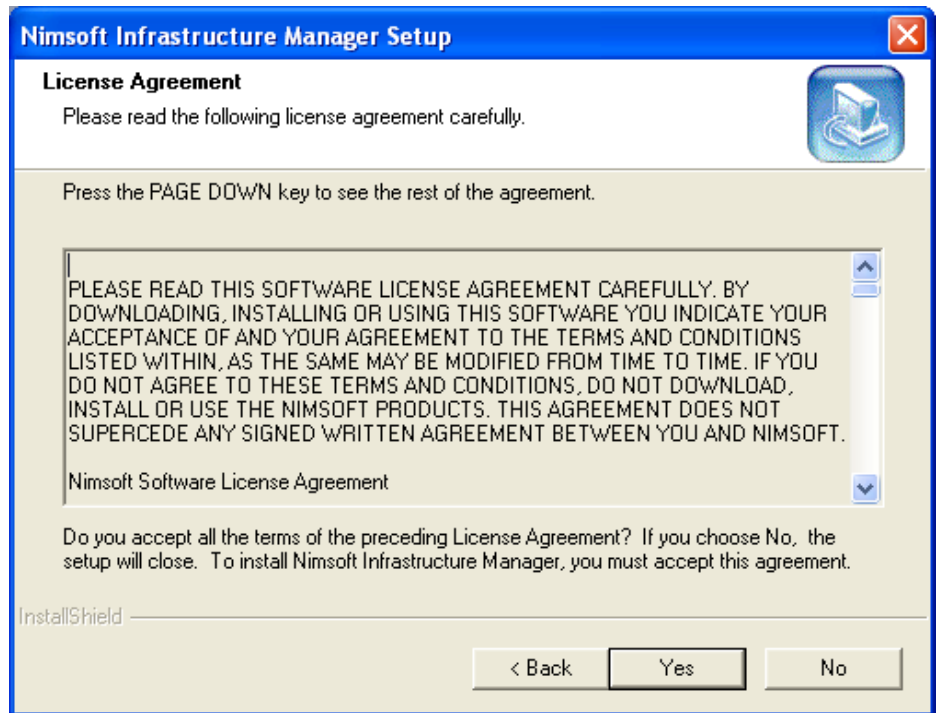 Nimsoft Infrastructure Manager Setup
License Agreement
Please read the following license agreement carefully.
Press the PAGE DOWN key to see the rest of the agreement.
PLEASE READ THIS SOFTWARE LICENSE AGREEMENT CAREFULLY. BY
DOWNLOADING, INSTALLING OR USING THIS SOFTWARE YOU INDICATE YOUR
ACCEPTANCE OF AND YOUR AGREEMENT TO THE TERMS AND CONDITIONS
LISTED WITHIN, AS THE SAME MAY BE MODIFIED FROM TIME TO TIME. IF YOU
DO NOT AGREE TO THESE TERMS AND CONDITIONS, DO NOT DOWNLOAD,
INSTALL OR USE THE NIMSOFT PRODUCTS. THIS AGREEMENT DOES NOT
SUPERCEDE ANY SIGNED WRITTEN AGREEMENT BETWEEN YOU AND NIMSOFT.
Nimsoft Software License Agreement
Do you accept all the terms of the preceding License Agreement? If you choose No, the
setup will close. To install Nimsoft Infrastructure Manager, you must accept this agreement.
InstallShield
< Back Yes No